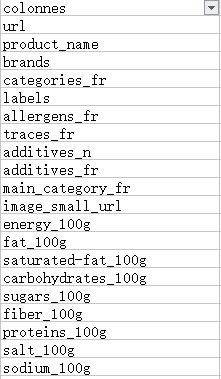 colonnes
url
product_name
brands
categories_fr
labels
allergens_fr
traces_fr
additives_n
additives_fr
main_category_fr
image_small_url
energy_100g
fat_100g
saturated-fat_100g
carbohydrates_100g
sugars_100g
fiber_100g
proteins_100g
salt_100g
sodium_100g